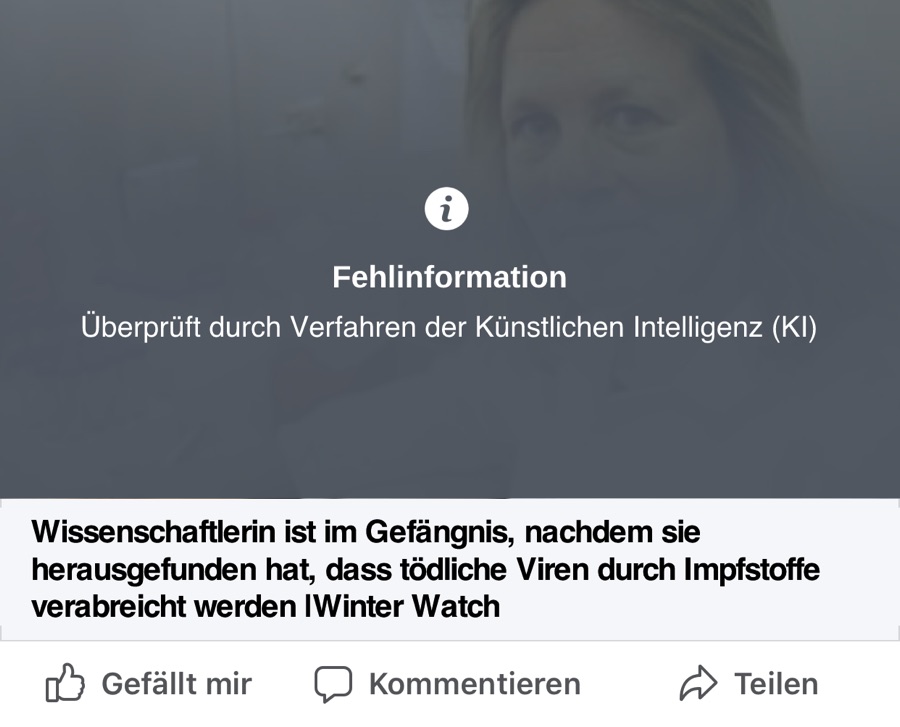 Fehlinformation
Überprüft durch Verfahren der Künstlichen Intelligenz (KI)
Wissenschaftlerin ist im Gefängnis, nachdem sie
herausgefunden hat, dass tödliche Viren durch Impfstoffe
verabreicht werden |Winter Watch
Gefällt mir Kommentieren Teilen